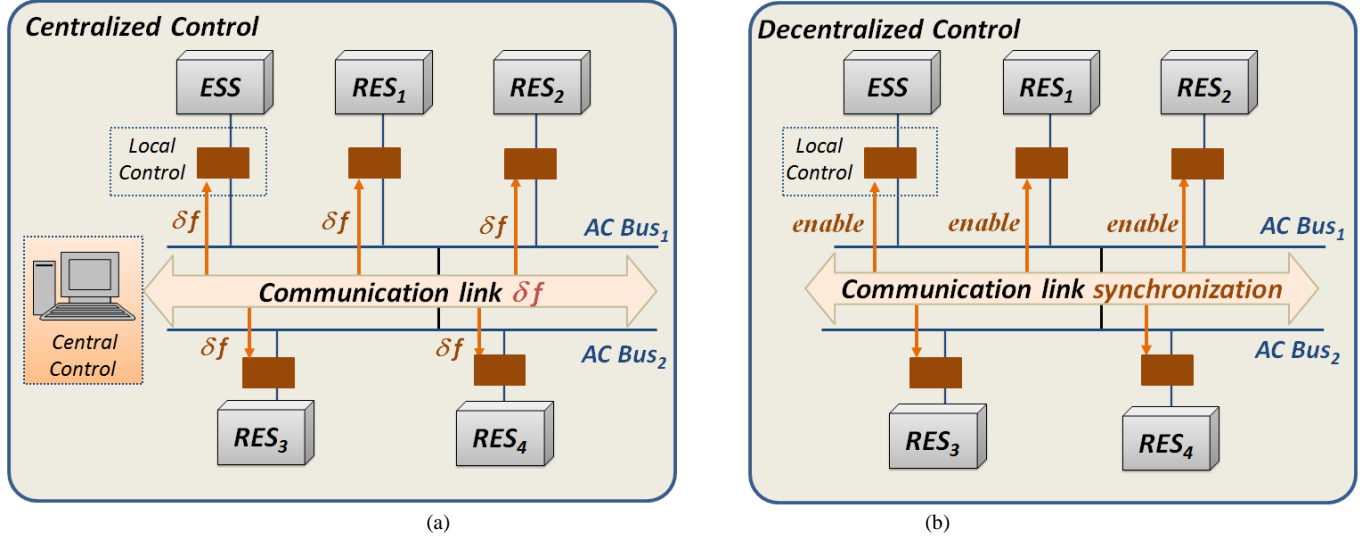 Centralized Control
ESS
RES1
RES2
Local
Control
δf
δf
δf
AC Bus1
Communication link δf
Central
Control
δf
δf
AC Bus2
RES3
RES4
(a)
Decentralized Control
ESS
RES1
RES2
Local
Control
enable
enable
enable
AC Bus1
Communication link synchronization
AC Bus2
RES3
RES4
(b)